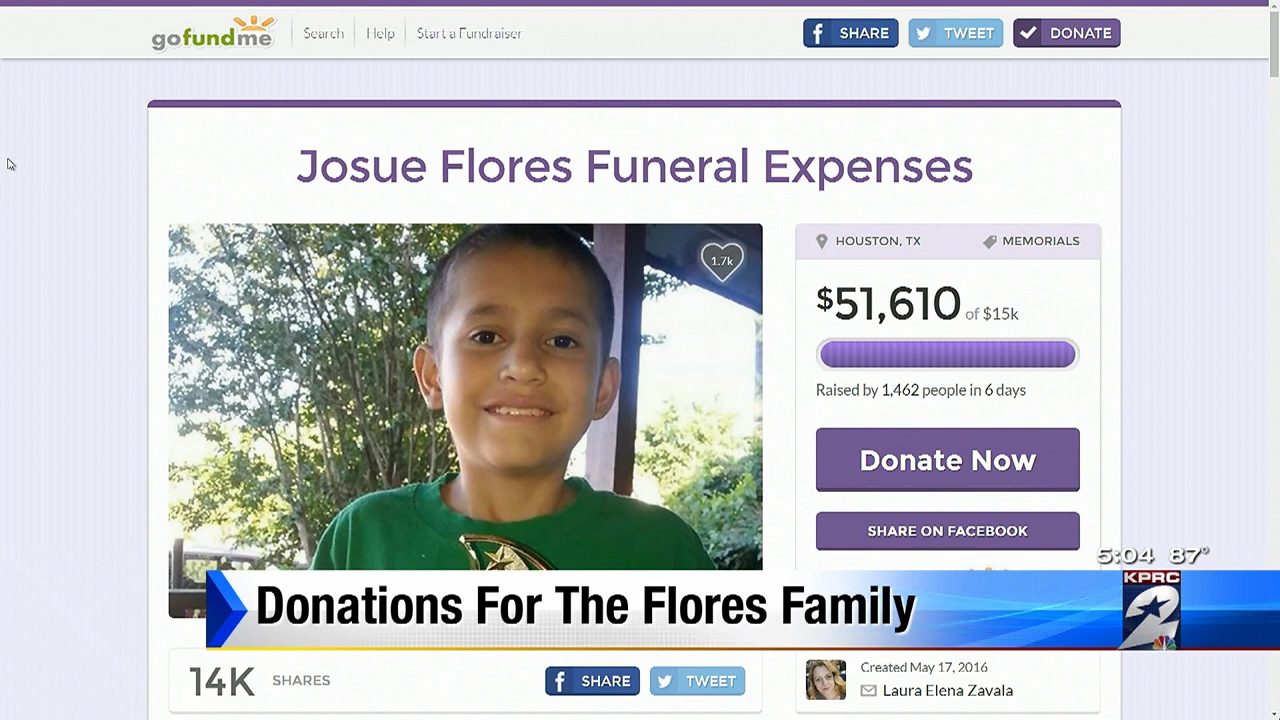 gofundme Search Help Start a Fundraiser SHARE TWEET DONATE
Josue Flores Funeral Expenses
1.7k
HOUSTON, TX MEMORIALS
$51,610 of $15k
Raised by 1,462 people in 6 days
Donate Now
SHARE ON FACEBOOK
5:04 87°
Donations For The Flores Family
KPRC
2
14K SHARES SHARE TWEET
Created May 17, 2016
Laura Elena Zavala